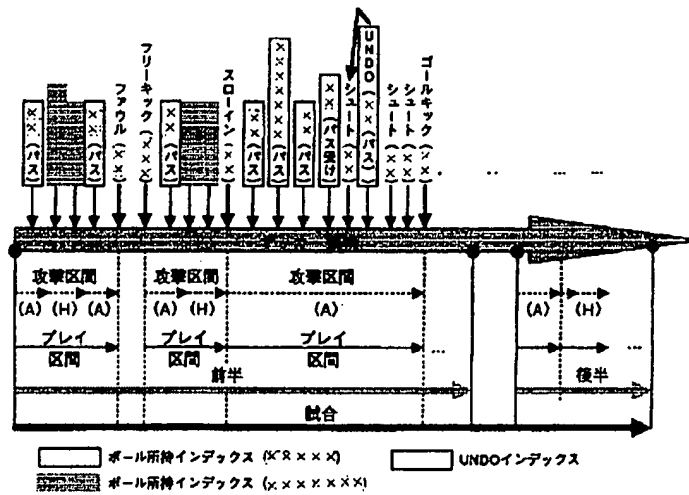 ××(パス)
××(パス)
ファウル(××)
フリーキック(×××)
××(パス)
スローイン(××)
××(パス)
××(パス)
××(パス受け)
シュート(××)
UNDO(××(パス))
シュート(××)
シュート(××)
ゴールキック(××)
攻撃区間
攻撃区間
攻撃区間
(A) (H) (A)
(A) (H)
(A)
(A) (H)
プレイ
区間
プレイ
区間
プレイ
区間
...
...
前半
後半
試合
ボール所持インデックス
UNDOインデックス
ボール所持インデックス (×××××××)